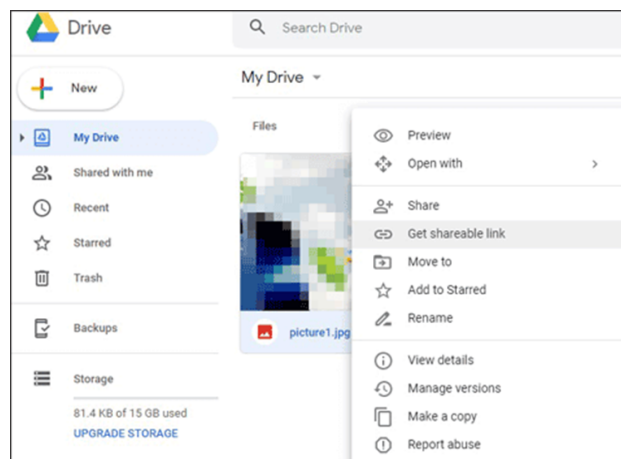 Drive
Search Drive
New
My Drive
My Drive
Shared with me
Recent
Starred
Trash
Backups
Storage
81.4 KB of 15 GB used
UPGRADE STORAGE
Files
picture1.jpg
Preview
Open with
Share
Get shareable link
Move to
Add to Starred
Rename
View details
Manage versions
Make a copy
Report abuse